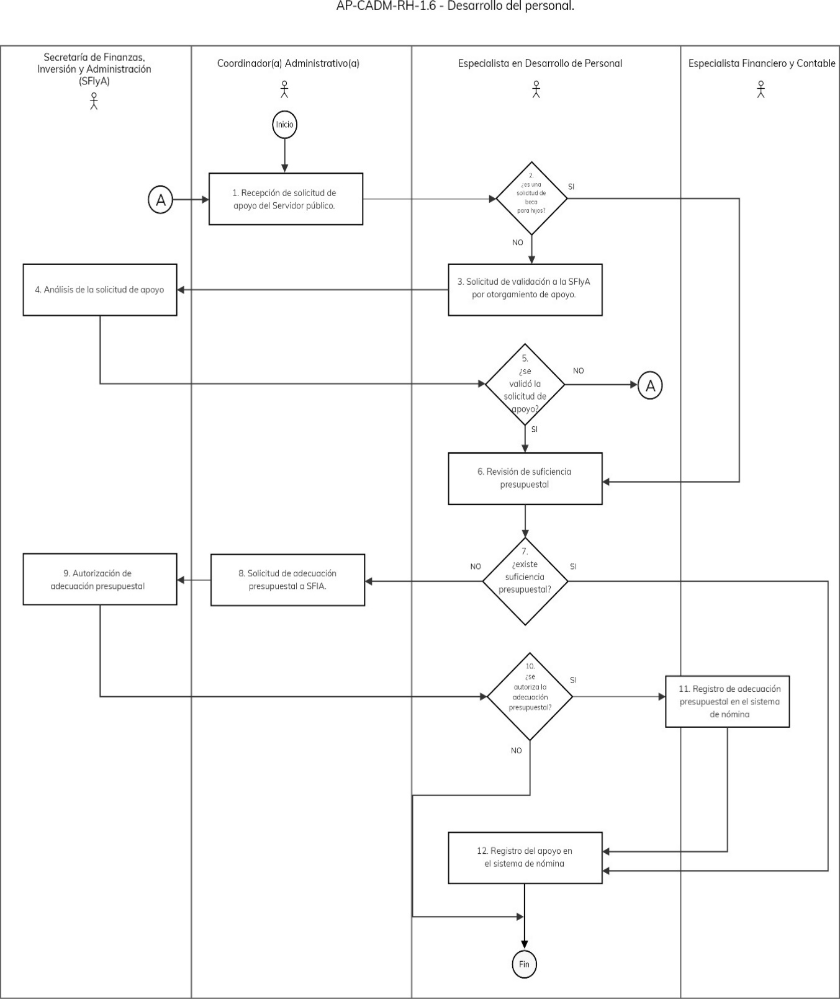 AP-CADM-RH-1.6 - Desarrollo del personal.
Secretaría de Finanzas,
Inversión y Administración
(SFIyA)
Coordinador(a) Administrativo(a)
Especialista en Desarrollo de Personal
Especialista Financiero y Contable
Inicio
A
1. Recepción de solicitud de
apoyo del Servidor público.
2.
¿es una
solicitud de
beca
para hijos?
SI
NO
3. Solicitud de validación a la SFIyA
por otorgamiento de apoyo.
4. Análisis de la solicitud de apoyo
5.
¿se
validó la
solicitud de
apoyo?
NO
A
SI
6. Revisión de suficiencia
presupuestal
7.
¿existe
suficiencia
presupuestal?
NO
SI
8. Solicitud de adecuación
presupuestal a SFIA.
9. Autorización de
adecuación presupuestal
10.
¿se
autoriza la
adecuación
presupuestal?
SI
NO
11. Registro de adecuación
presupuestal en el sistema
de nómina
12. Registro del apoyo en
el sistema de nómina
Fin